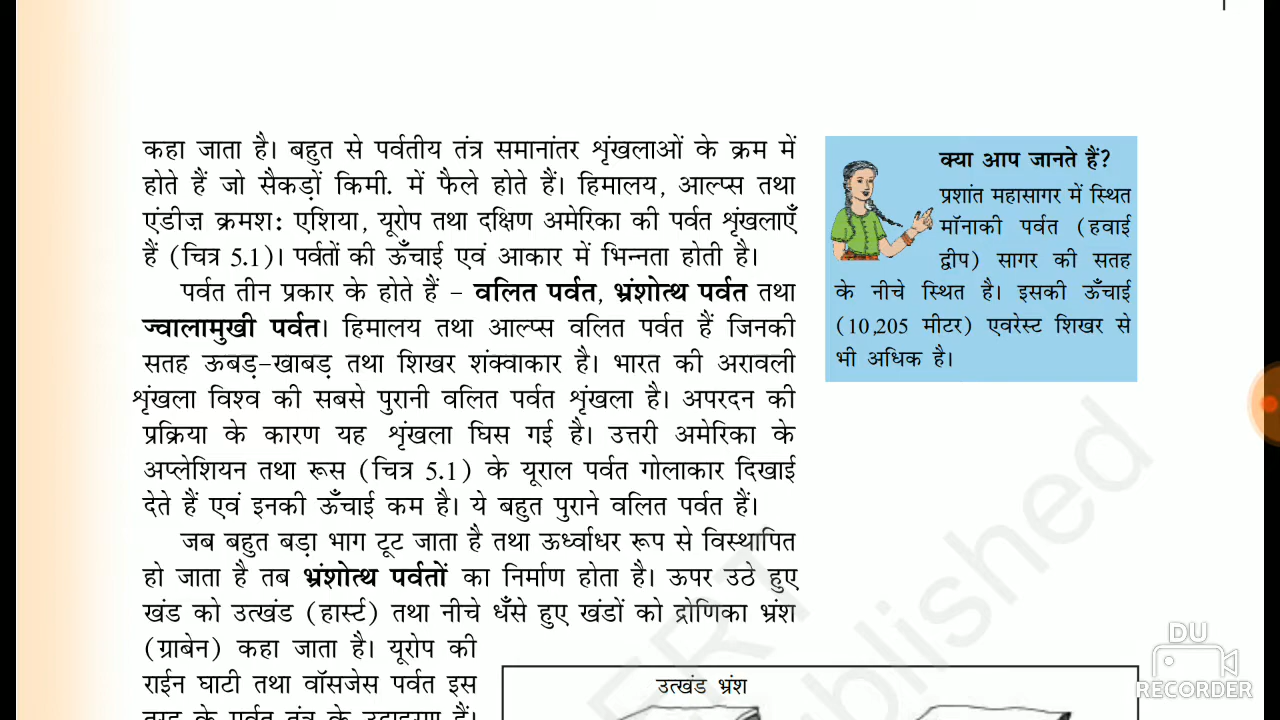 कहा जाता है। बहुत से पर्वतीय तंत्र समानांतर शृंखलाओं के क्रम में
होते हैं जो सैकड़ों किमी. में फैले होते हैं। हिमालय, आल्प्स तथा
एंडीज़ क्रमशः एशिया, यूरोप तथा दक्षिण अमेरिका की पर्वत शृंखलाएँ
हैं (चित्र 5.1)। पर्वतों की ऊँचाई एवं आकार में भिन्नता होती है।
पर्वत तीन प्रकार के होते हैं – वलित पर्वत, भ्रंशोत्थ पर्वत तथा
ज्वालामुखी पर्वत। हिमालय तथा आल्प्स वलित पर्वत हैं जिनकी
सतह ऊबड़-खाबड़ तथा शिखर शंक्वाकार है। भारत की अरावली
शृंखला विश्व की सबसे पुरानी वलित पर्वत शृंखला है। अपरदन की
प्रक्रिया के कारण यह शृंखला घिस गई है। उत्तरी अमेरिका के
अप्लेशियन तथा रूस (चित्र 5.1) के यूराल पर्वत गोलाकार दिखाई
देते हैं एवं इनकी ऊँचाई कम है। ये बहुत पुराने वलित पर्वत हैं।
जब बहुत बड़ा भाग टूट जाता है तथा ऊर्ध्वाधर रूप से विस्थापित
हो जाता है तब भ्रंशोत्थ पर्वतों का निर्माण होता है। ऊपर उठे हुए
खंड को उत्खंड (हार्स्ट) तथा नीचे धँसे हुए खंडों को द्रोणिका भ्रंश
(ग्राबेन) कहा जाता है। यूरोप की
राईन घाटी तथा वॉसजेस पर्वत इस
तरह के पर्वत तंत्र के उदाहरण हैं।
क्या आप जानते हैं?
प्रशांत महासागर में स्थित
मॉनाकी पर्वत (हवाई
द्वीप) सागर की सतह
के नीचे स्थित है। इसकी ऊँचाई
(10,205 मीटर) एवरेस्ट शिखर से
भी अधिक है।
उत्खंड भ्रंश
DU
RECORDER